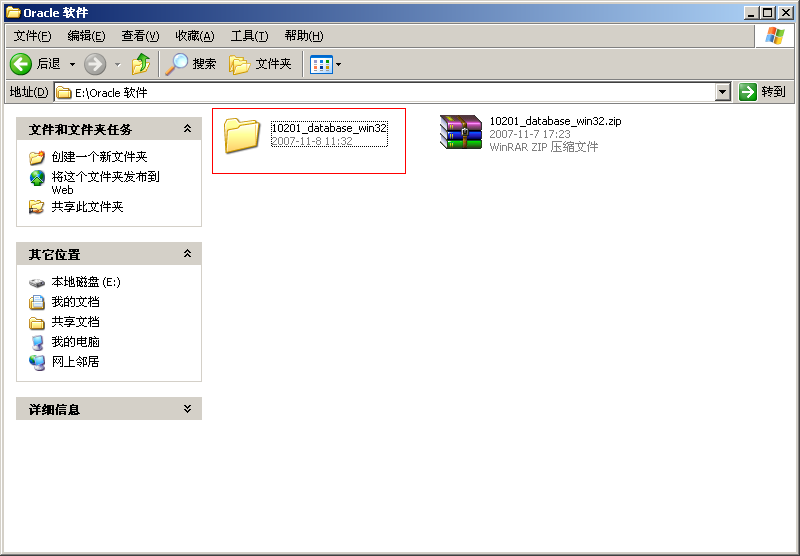 Oracle 软件
文件(F) 编辑(E) 查看(V) 收藏(A) 工具(T) 帮助(H)
后退 搜索 文件夹
地址(D) E:\Oracle 软件 转到
文件和文件夹任务
创建一个新文件夹
将这个文件夹发布到
Web
共享此文件夹
其它位置
本地磁盘 (E:)
我的文档
共享文档
我的电脑
网上邻居
详细信息
10201_database_win32
2007-11-8 11:32
10201_database_win32.zip
2007-11-7 17:23
WinRAR ZIP 压缩文件